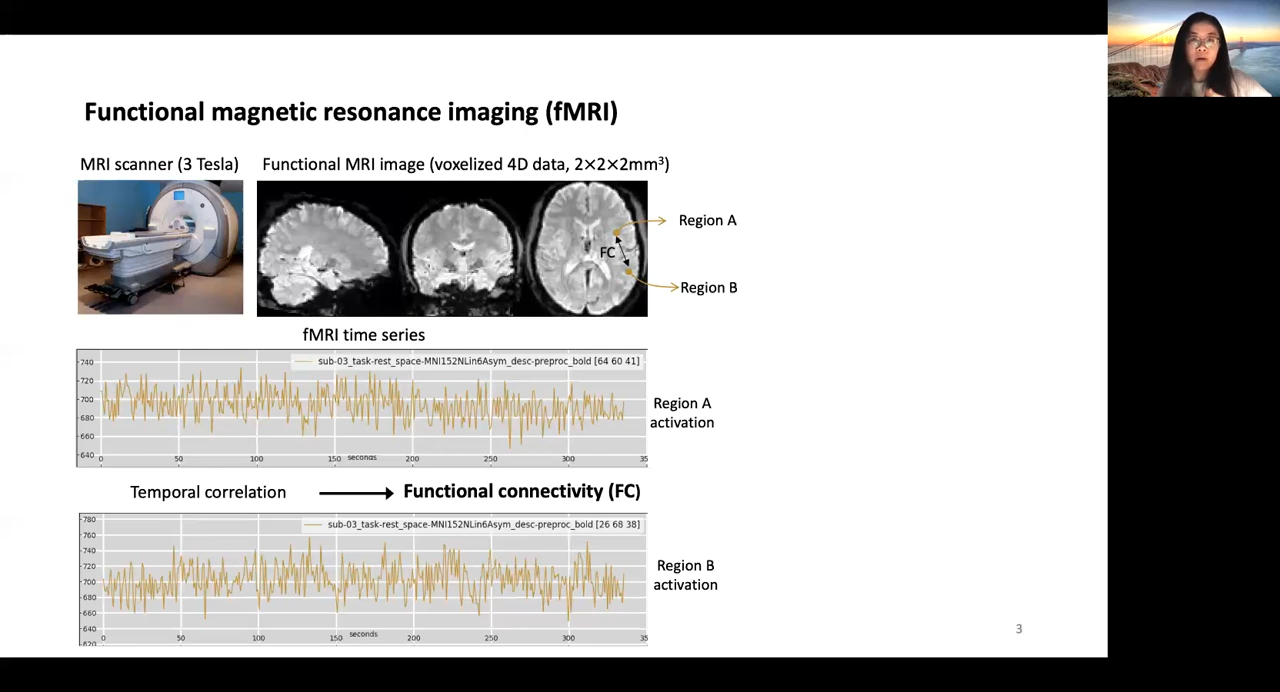 Functional magnetic resonance imaging (fMRI)
MRI scanner (3 Tesla)
Functional MRI image (voxelized 4D data, 2×2×2mm³)
Region A
FC
Region B
fMRI time series
sub-03_task-rest_space-MNI152NLin6Asym_desc-preproc_bold [64 60 41]
740
720
700
680
660
640
0 50 100 150 200 250 300 35
seconds
Region A
activation
Temporal correlation
Functional connectivity (FC)
sub-03_task-rest_space-MNI152NLin6Asym_desc-preproc_bold [26 68 38]
780
760
740
720
700
680
660
640
620
0 50 100 150 200 250 300 35
seconds
Region B
activation
3